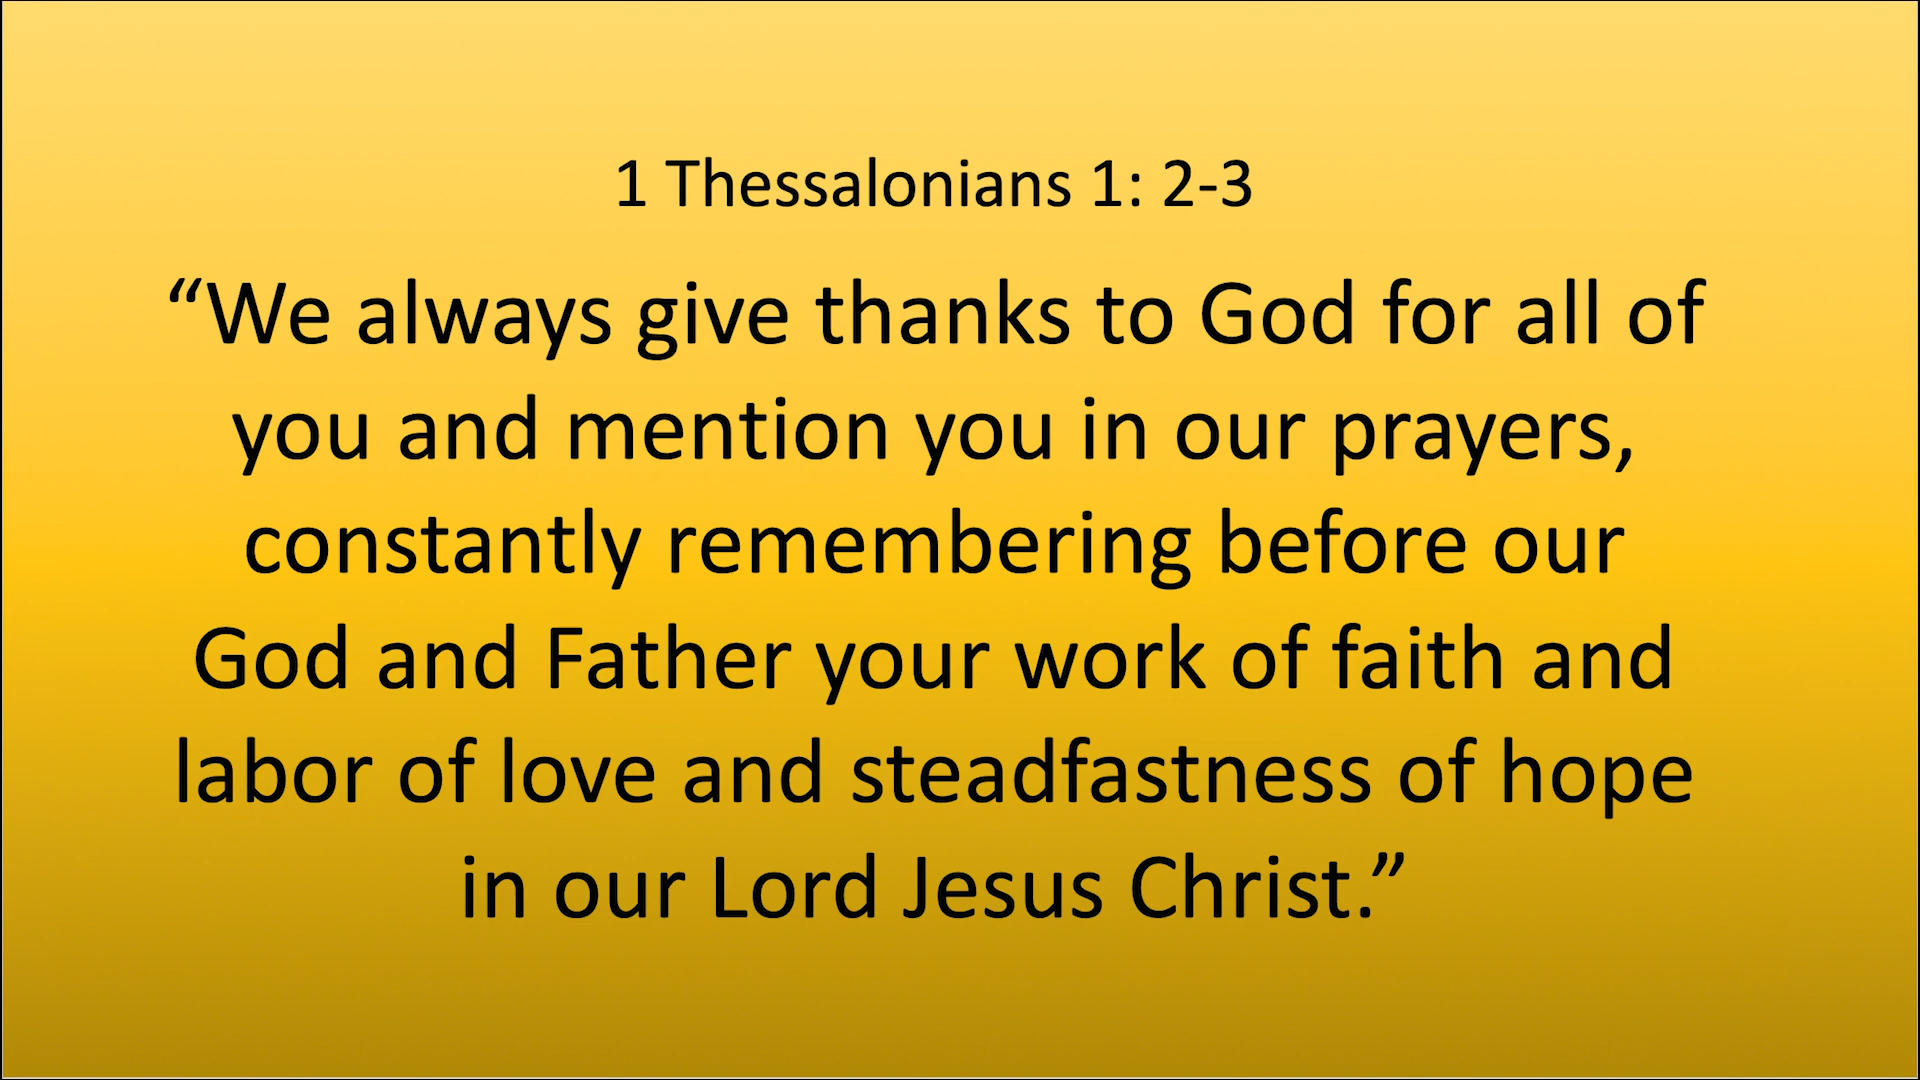 1 Thessalonians 1: 2-3
“We always give thanks to God for all of
you and mention you in our prayers,
constantly remembering before our
God and Father your work of faith and
labor of love and steadfastness of hope
in our Lord Jesus Christ.”